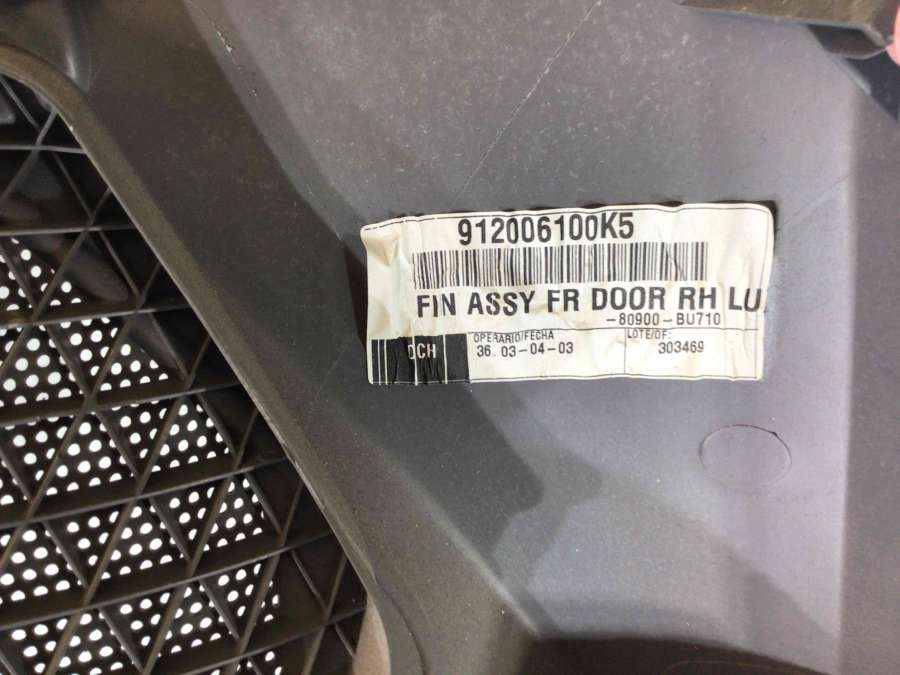 912006100K5
FIN ASSY FR DOOR RH LU
-80900-BU710
DCH
OPERARIO/FECHA
36. 03-04-03
LOTE/OF:
303469